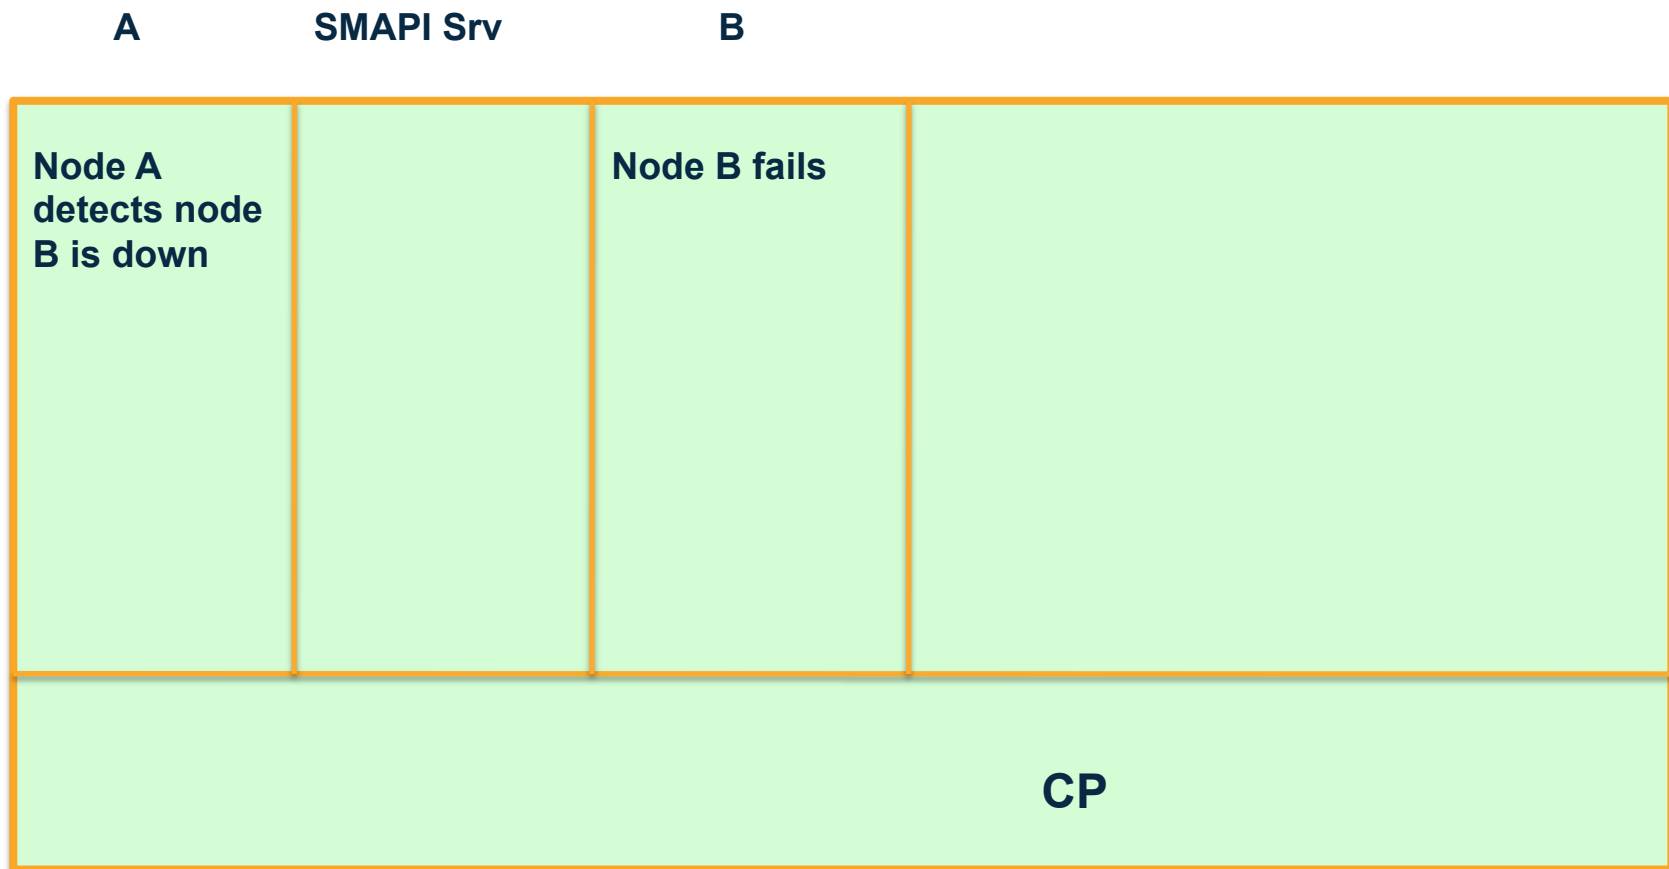 A
SMAPI Srv
B
Node A
detects node
B is down
Node B fails
CP